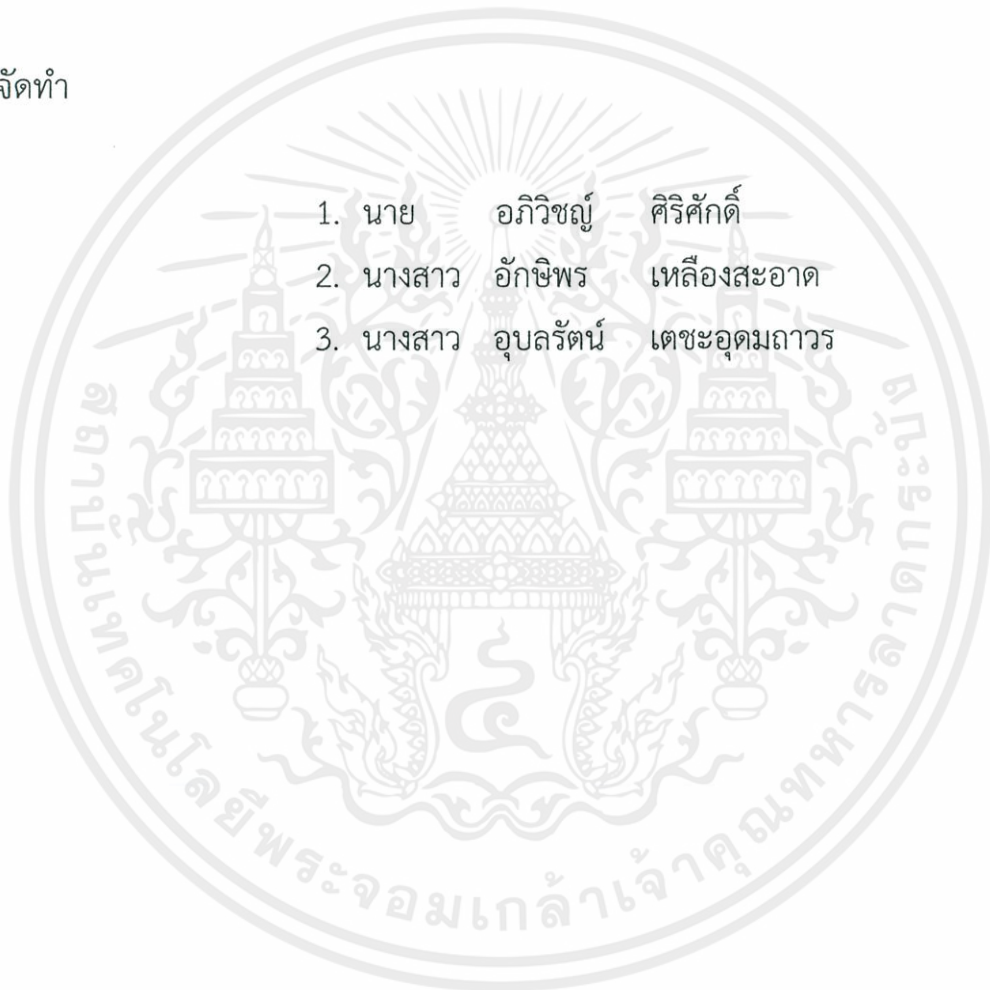 จัดทำ
1. นาย อภิวิชญ์ ศิริศักดิ์
2. นางสาว อักษิพร เหลืองสะอาด
3. นางสาว อุบลรัตน์ เตชะอุดมถาวร
สถาบันเทคโนโลยีพระจอมเกล้าเจ้าคุณทหารลาดกระบัง